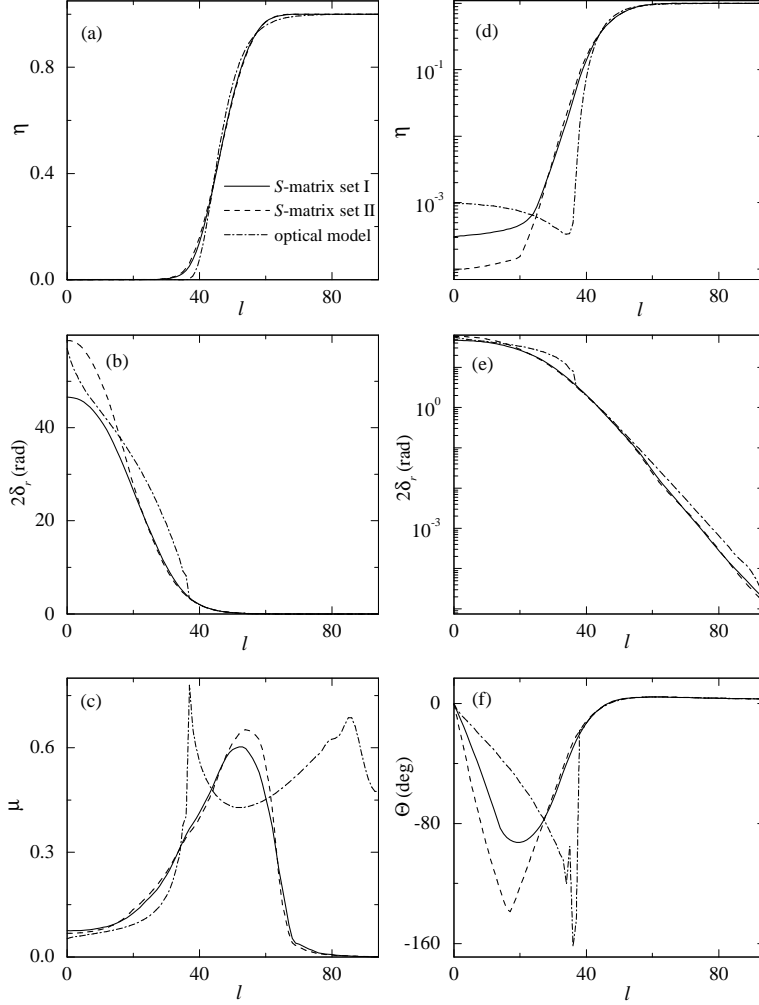 (a)
η
0.8
0.4
0.0
0
40
80
l
S-matrix set I
S-matrix set II
optical model
(d)
η
10⁻¹
10⁻³
0
40
80
l
(b)
2δᵣ (rad)
40
20
0
0
40
80
l
(e)
2δᵣ (rad)
10⁰
10⁻³
0
40
80
l
(c)
μ
0.6
0.3
0.0
0
40
80
l
(f)
Θ (deg)
0
-80
-160
0
40
80
l